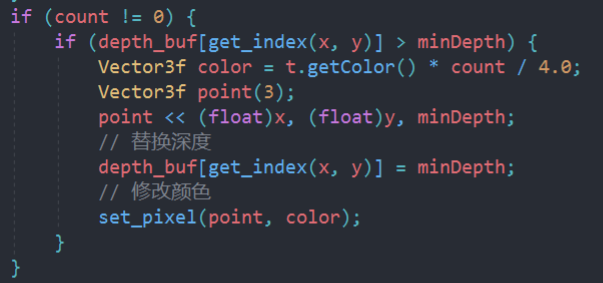 if (count != 0) {
if (depth_buf[get_index(x, y)] > minDepth) {
Vector3f color = t.getColor() * count / 4.0;
Vector3f point(3);
point << (float)x, (float)y, minDepth;
// 替换深度
depth_buf[get_index(x, y)] = minDepth;
// 修改颜色
set_pixel(point, color);
}
}